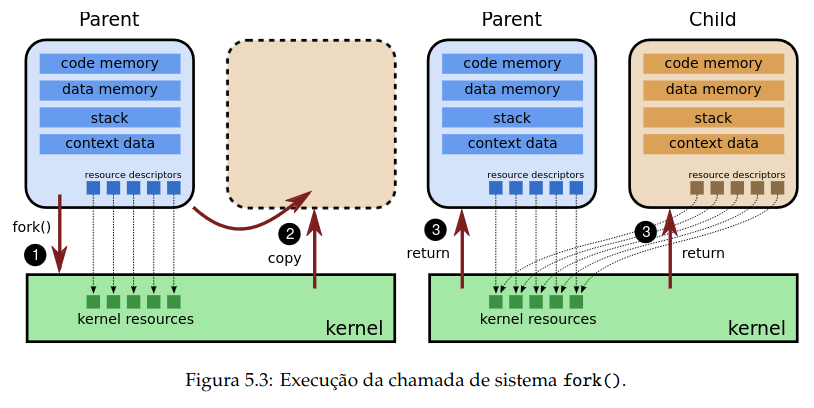 Parent
code memory
data memory
stack
context data
resource descriptors
fork()
1
2
copy
kernel resources
kernel
Parent
code memory
data memory
stack
context data
resource descriptors
3
return
Child
code memory
data memory
stack
context data
resource descriptors
3
return
kernel resources
kernel
Figura 5.3: Execução da chamada de sistema fork().